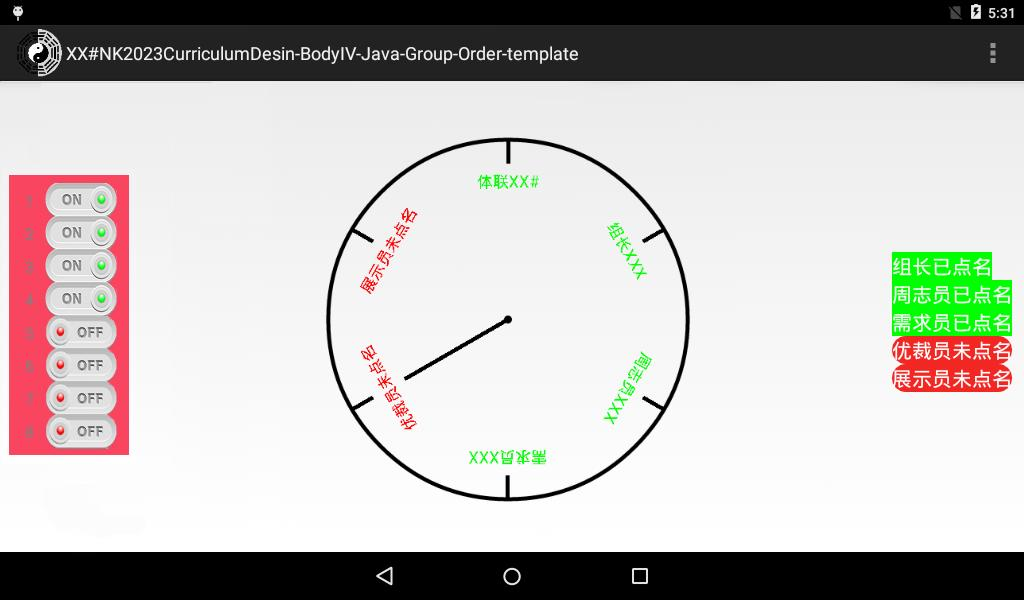 5:31
XX#NK2023CurriculumDesin-BodyIV-Java-Group-Order-template
1 ON
2 ON
3 ON
4 ON
5 OFF
6 OFF
7 OFF
8 OFF
体联XX#
组长XXX
周志员XXX
需求员XXX
优裁员未点名
展示员未点名
组长已点名
周志员已点名
需求员已点名
优裁员未点名
展示员未点名